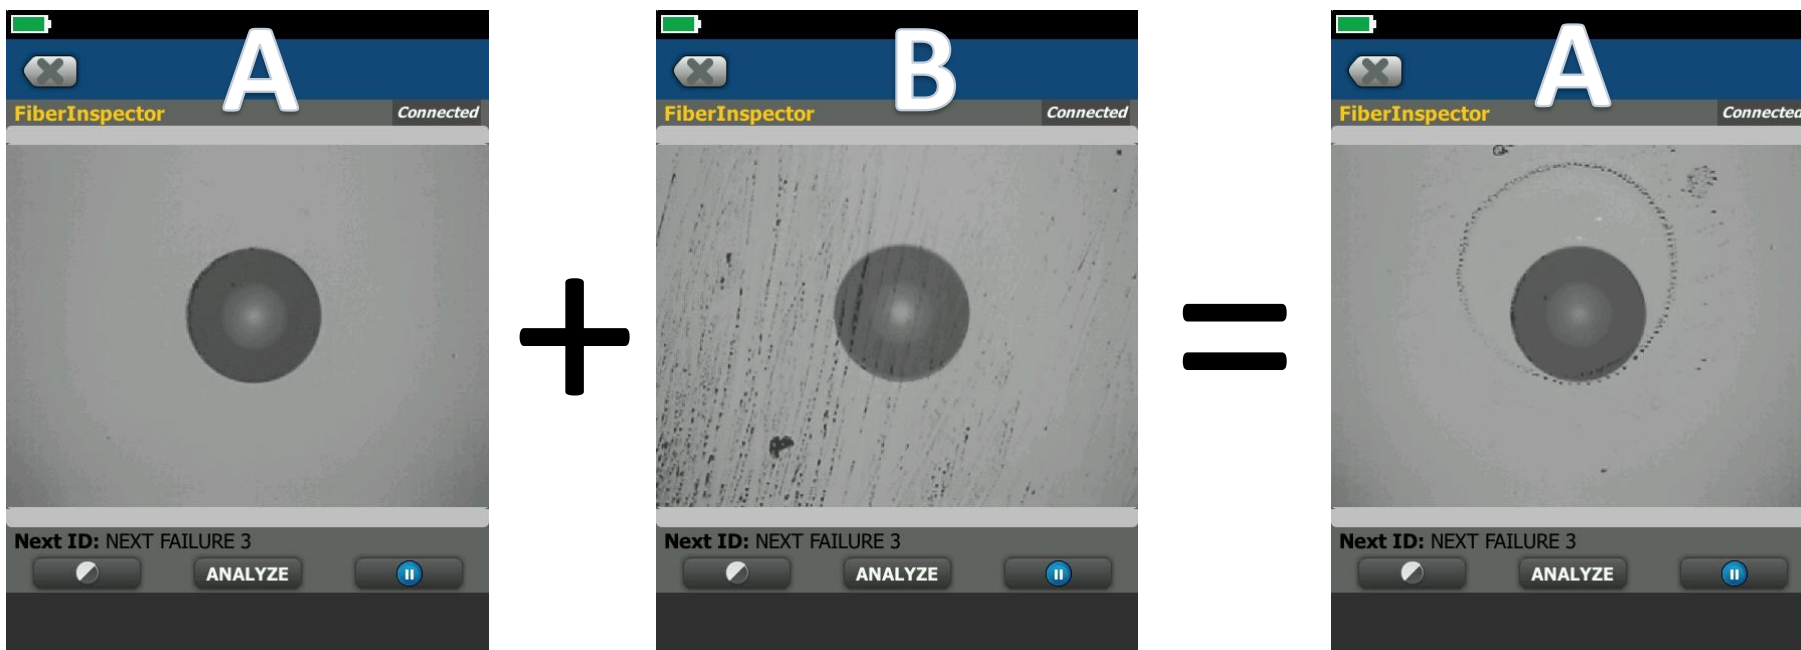 A
FiberInspector
Connected
Next ID: NEXT FAILURE 3
ANALYZE
+
B
FiberInspector
Connected
Next ID: NEXT FAILURE 3
ANALYZE
=
A
FiberInspector
Connected
Next ID: NEXT FAILURE 3
ANALYZE